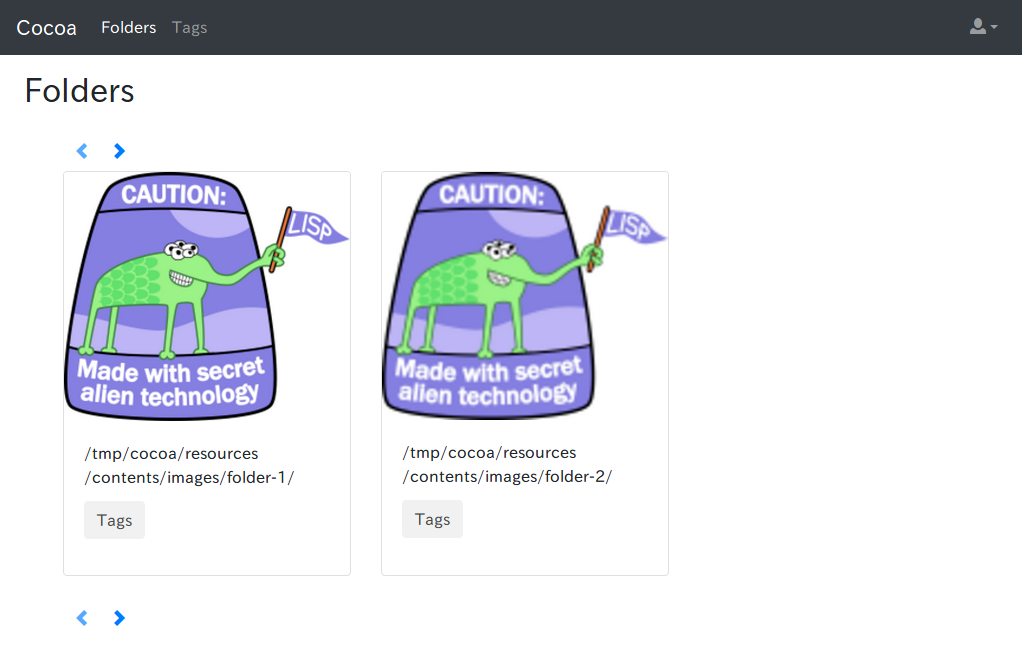 Cocoa Folders Tags
Folders
CAUTION:
LISP
Made with secret
alien technology
/tmp/cocoa/resources
/contents/images/folder-1/
Tags
CAUTION:
LISP
Made with secret
alien technology
/tmp/cocoa/resources
/contents/images/folder-2/
Tags